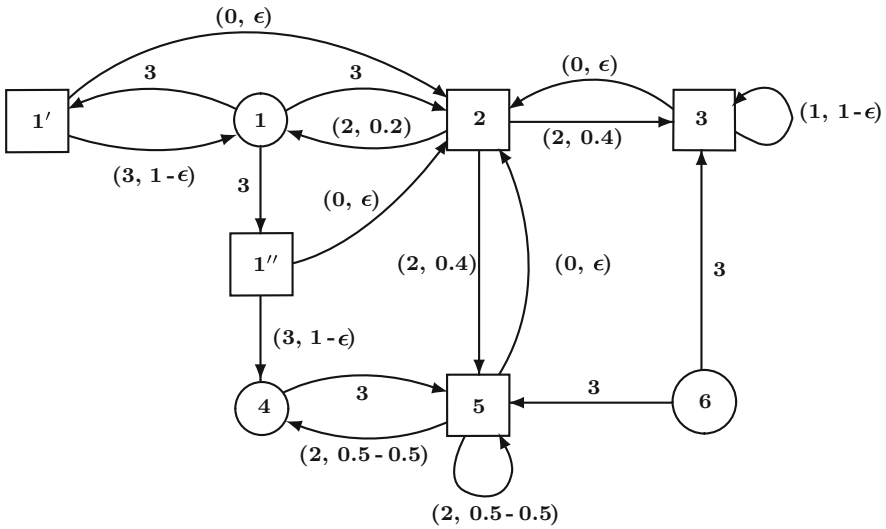 (0, ϵ)
3
3
(0, ϵ)
1′
1
(2, 0.2)
2
(2, 0.4)
3
(1, 1-ϵ)
(3, 1-ϵ)
3
(0, ϵ)
1″
(2, 0.4)
(0, ϵ)
3
(3, 1-ϵ)
4
3
5
3
6
(2, 0.5-0.5)
(2, 0.5-0.5)